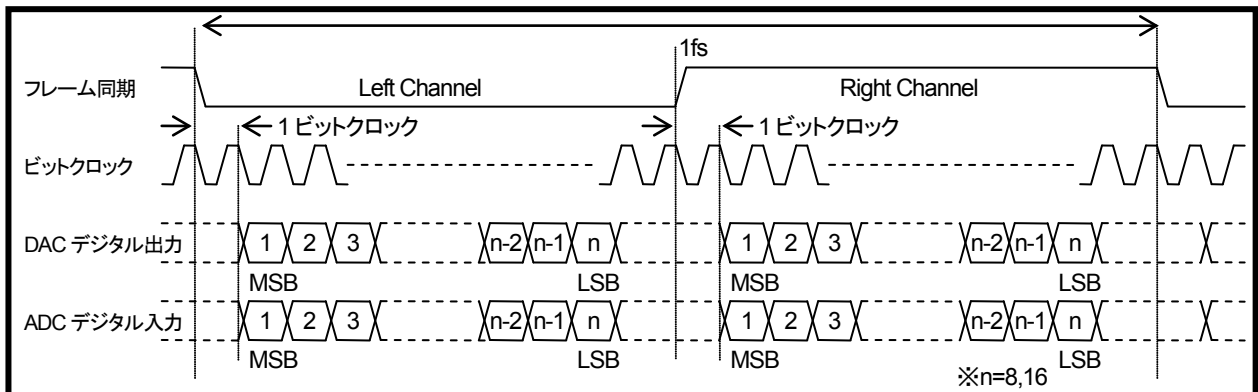 1fs
フレーム同期 Left Channel Right Channel
1 ビットクロック 1 ビットクロック
ビットクロック
DAC デジタル出力 1 2 3 n-2 n-1 n 1 2 3 n-2 n-1 n
MSB LSB MSB LSB
ADC デジタル入力 1 2 3 n-2 n-1 n 1 2 3 n-2 n-1 n
MSB LSB MSB LSB
※n=8,16